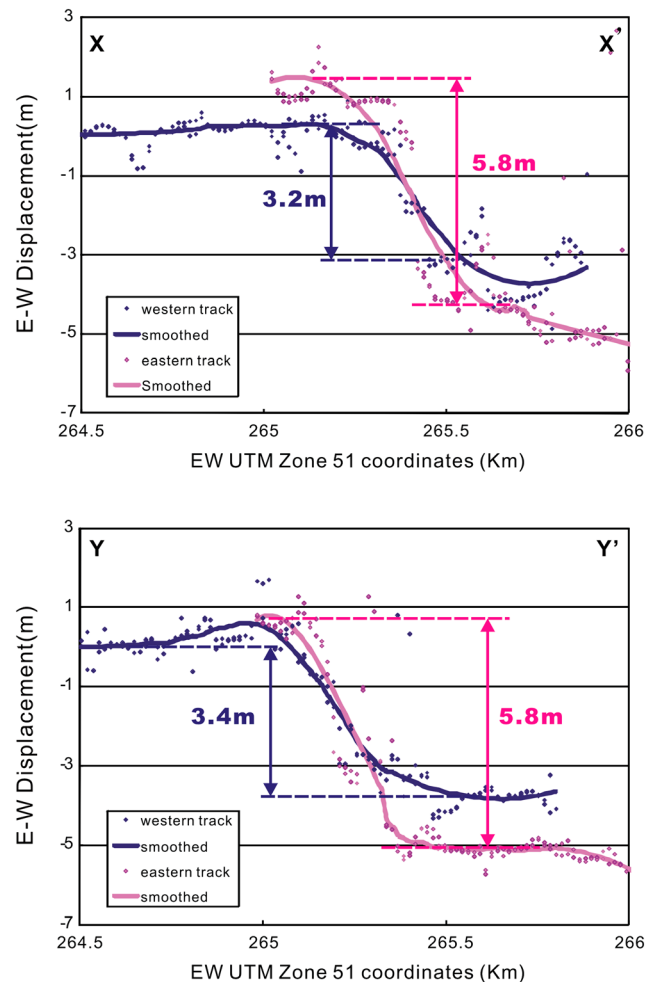 3
X
X'
1
5.8m
-1
3.2m
-3
western track
smoothed
-5
eastern track
Smoothed
-7
264.5
265
265.5
266
EW UTM Zone 51 coordinates (Km)
E-W Displacement(m)
3
Y
Y'
1
-1
3.4m
5.8m
-3
western track
-5
smoothed
eastern track
smoothed
-7
264.5
265
265.5
266
EW UTM Zone 51 coordinates (Km)
E-W Displacement(m)